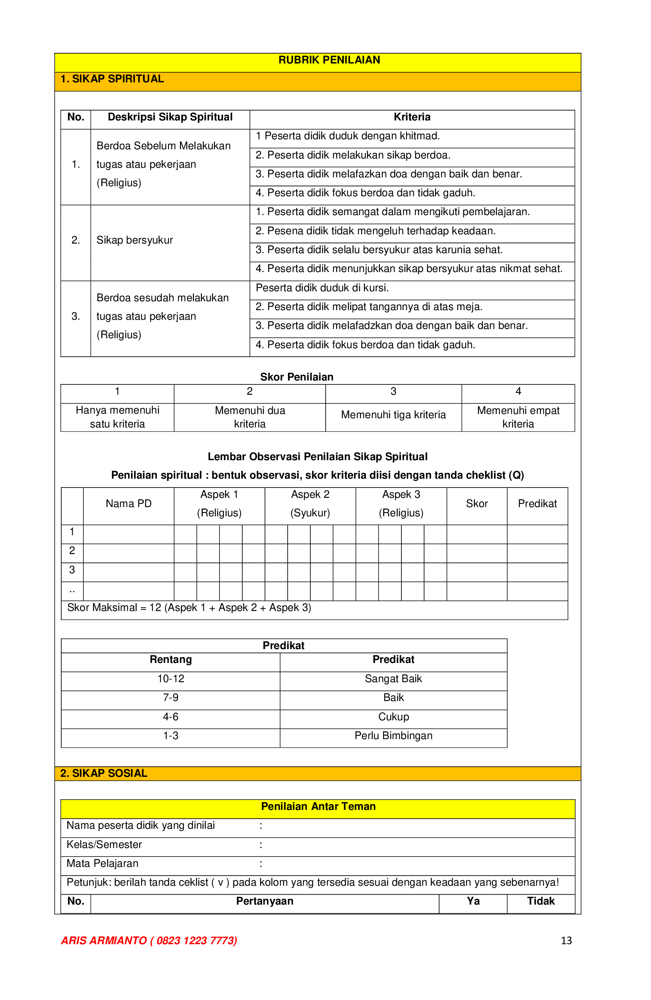 RUBRIK PENILAIAN
1. SIKAP SPIRITUAL
No. Deskripsi Sikap Spiritual Kriteria
1. Berdoa Sebelum Melakukan
tugas atau pekerjaan
(Religius)
1 Peserta didik duduk dengan khitmad.
2. Peserta didik melakukan sikap berdoa.
3. Peserta didik melafazkan doa dengan baik dan benar.
4. Peserta didik fokus berdoa dan tidak gaduh.
2. Sikap bersyukur
1. Peserta didik semangat dalam mengikuti pembelajaran.
2. Pesena didik tidak mengeluh terhadap keadaan.
3. Peserta didik selalu bersyukur atas karunia sehat.
4. Peserta didik menunjukkan sikap bersyukur atas nikmat sehat.
3. Berdoa sesudah melakukan
tugas atau pekerjaan
(Religius)
Peserta didik duduk di kursi.
2. Peserta didik melipat tangannya di atas meja.
3. Peserta didik melafadzkan doa dengan baik dan benar.
4. Peserta didik fokus berdoa dan tidak gaduh.
Skor Penilaian
1 2 3 4
Hanya memenuhi
satu kriteria
Memenuhi dua
kriteria
Memenuhi tiga kriteria
Memenuhi empat
kriteria
Lembar Observasi Penilaian Sikap Spiritual
Penilaian spiritual : bentuk observasi, skor kriteria diisi dengan tanda cheklist (Q)
Nama PD
Aspek 1
(Religius)
Aspek 2
(Syukur)
Aspek 3
(Religius)
Skor Predikat
1
2
3
..
Skor Maksimal = 12 (Aspek 1 + Aspek 2 + Aspek 3)
Predikat
Rentang Predikat
10-12 Sangat Baik
7-9 Baik
4-6 Cukup
1-3 Perlu Bimbingan
2. SIKAP SOSIAL
Penilaian Antar Teman
Nama peserta didik yang dinilai :
Kelas/Semester :
Mata Pelajaran :
Petunjuk: berilah tanda ceklist ( v ) pada kolom yang tersedia sesuai dengan keadaan yang sebenarnya!
No. Pertanyaan Ya Tidak
ARIS ARMIANTO ( 0823 1223 7773) 13